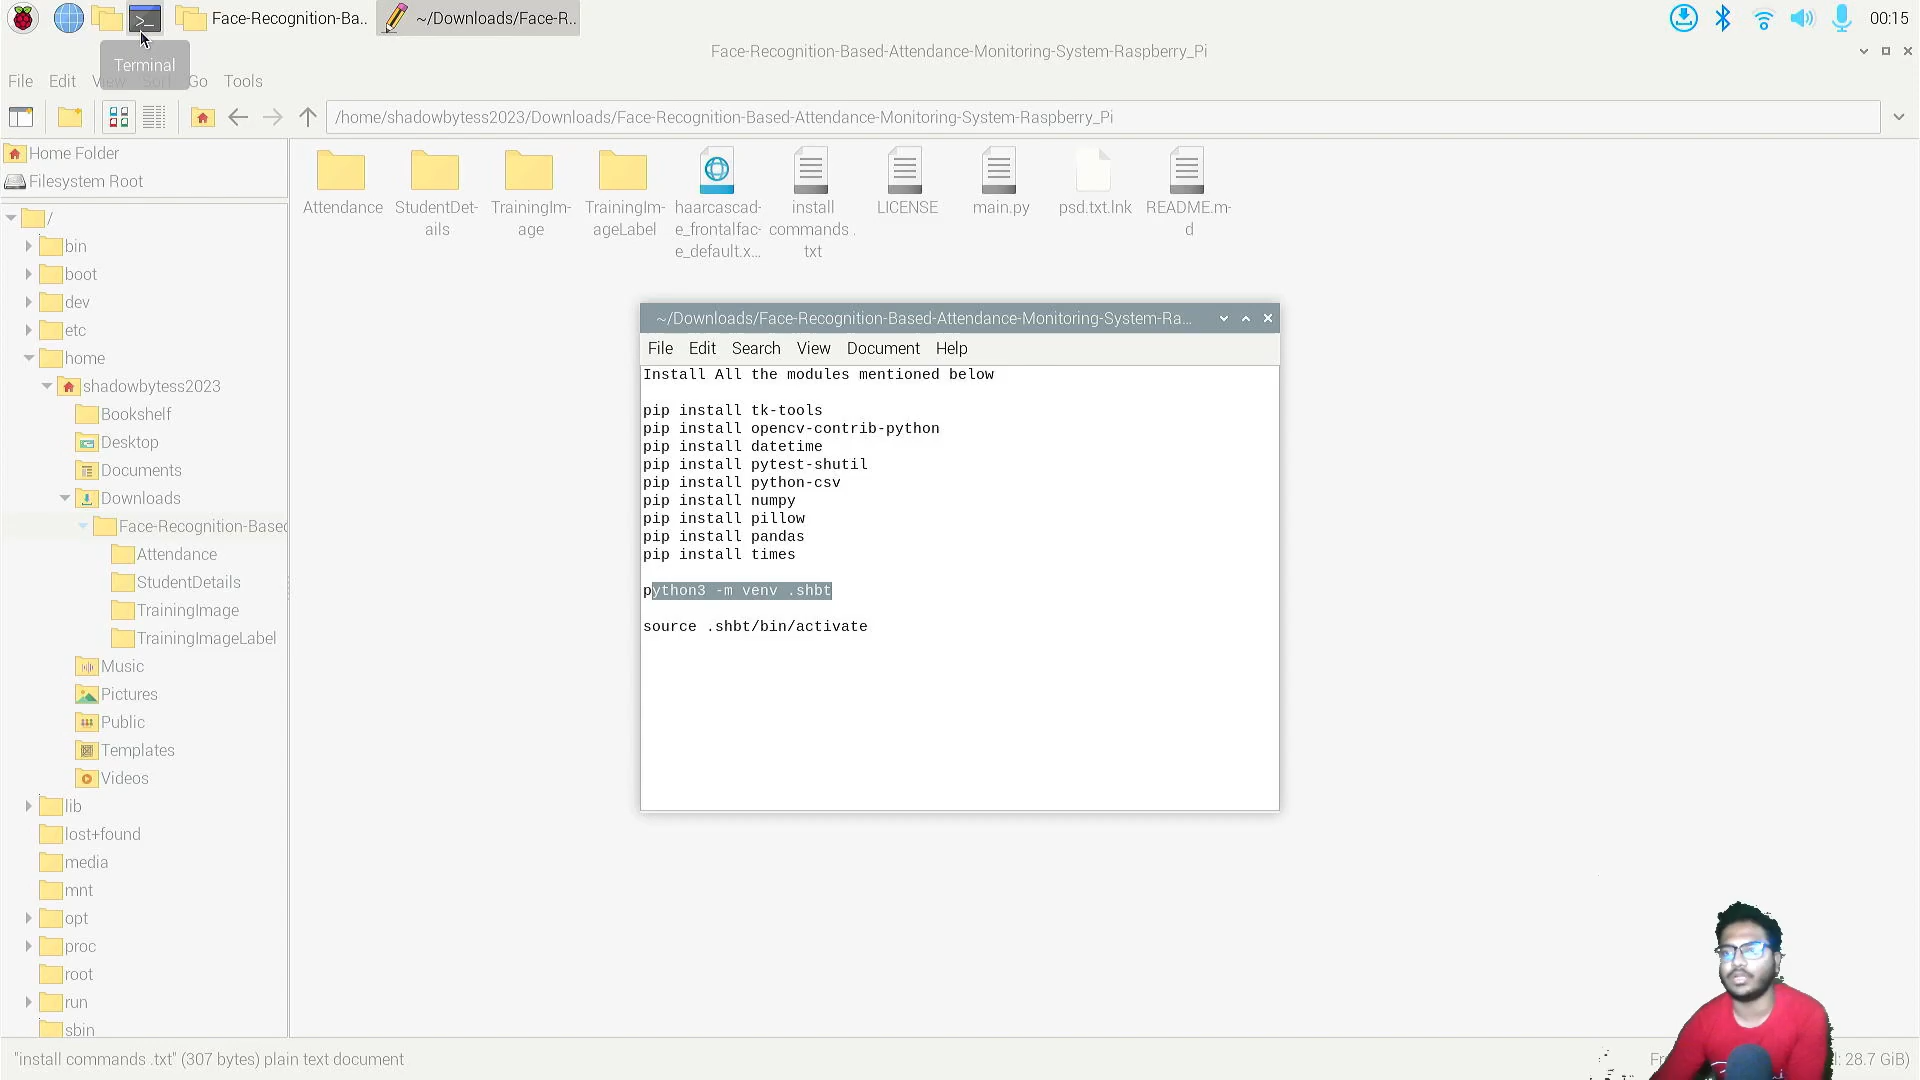 Face-Recognition-Ba..
~/Downloads/Face-R..
00:15
Terminal
Face-Recognition-Based-Attendance-Monitoring-System-Raspberry_Pi
File Edit View Sort Go Tools
/home/shadowbytess2023/Downloads/Face-Recognition-Based-Attendance-Monitoring-System-Raspberry_Pi
Home Folder
Filesystem Root
/
bin
boot
dev
etc
home
shadowbytess2023
Bookshelf
Desktop
Documents
Downloads
Face-Recognition-Based
Attendance
StudentDetails
TrainingImage
TrainingImageLabel
Music
Pictures
Public
Templates
Videos
lib
lost+found
media
mnt
opt
proc
root
run
sbin
Attendance
StudentDet-
ails
TrainingIm-
age
TrainingIm-
ageLabel
haarcascad-
e_frontalfac-
e_default.x...
install
commands .
txt
LICENSE
main.py
psd.txt.lnk
README.m-
d
~/Downloads/Face-Recognition-Based-Attendance-Monitoring-System-Ra...
File Edit Search View Document Help
Install All the modules mentioned below
pip install tk-tools
pip install opencv-contrib-python
pip install datetime
pip install pytest-shutil
pip install python-csv
pip install numpy
pip install pillow
pip install pandas
pip install times
python3 -m venv .shbt
source .shbt/bin/activate
"install commands .txt" (307 bytes) plain text document
28.7 GiB)